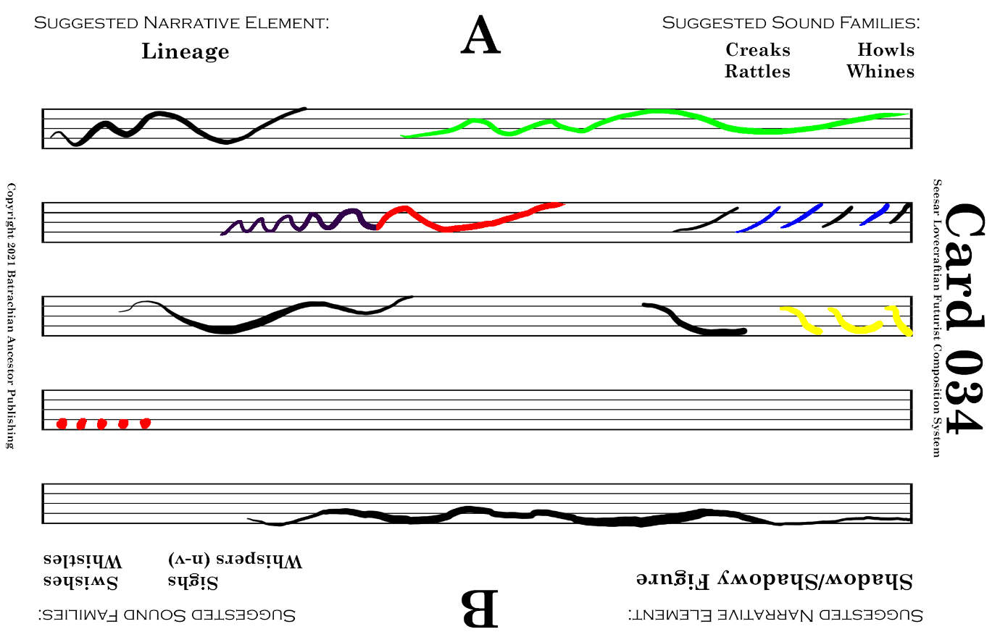 SUGGESTED NARRATIVE ELEMENT:
Lineage
A
SUGGESTED SOUND FAMILIES:
Creaks Howls
Rattles Whines
Copyright 2021 Batrachian Ancestor Publishing
Card 034
Seesar Lovecraftian Futurist Composition System
B
SUGGESTED NARRATIVE ELEMENT:
Shadow/Shadowy Figure
SUGGESTED SOUND FAMILIES:
Sighs Swishes
Whispers (n-v) Whistles